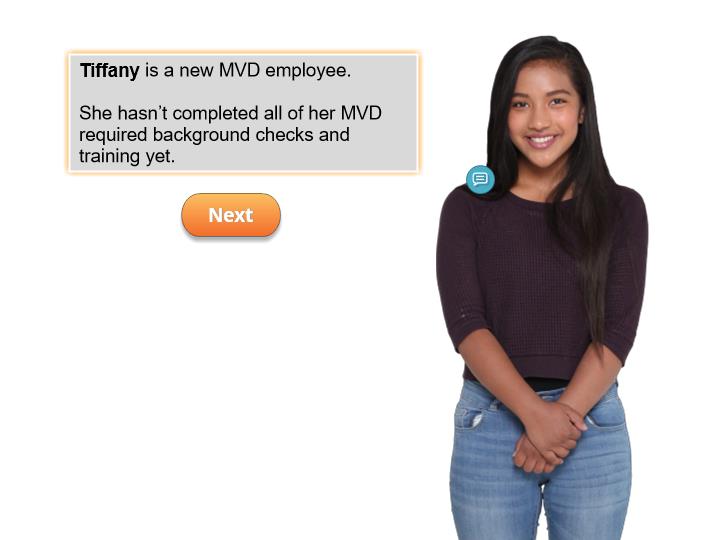 Tiffany is a new MVD employee.
She hasn’t completed all of her MVD
required background checks and
training yet.
Next